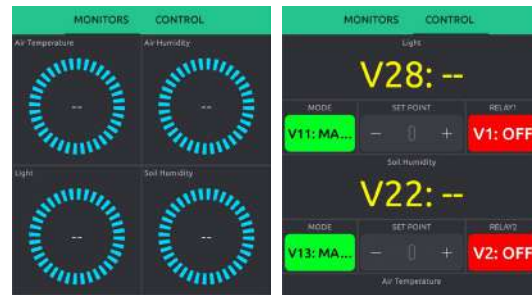 MONITORS CONTROL
Air Temperature Air Humidity
-- --
Light Soil Humidity
-- --
MONITORS CONTROL
Light
V28: --
MODE SET POINT RELAY1
V11: MA... − 0 + V1: OFF
Soil Humidity
V22: --
MODE SET POINT RELAY2
V13: MA... − 0 + V2: OFF
Air Temperature